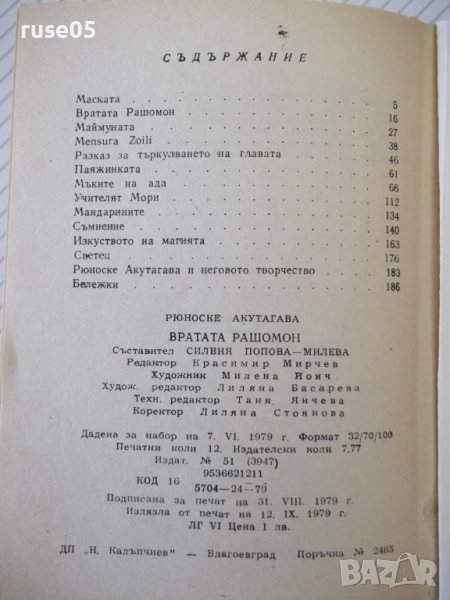 ruse05
СЪДЪРЖАНИЕ
Маската . . . . . . . . . . . 5
Вратата Рашомон . . . . . . . . 16
Маймуната . . . . . . . . . . 27
Mensura Zoili . . . . . . . . . 38
Разказ за търкулването на главата . . . . 46
Паяжинката . . . . . . . . . . 61
Мъките на ада . . . . . . . . . 66
Учителят Мори . . . . . . . . . 112
Мандарините . . . . . . . . . 134
Съмнение . . . . . . . . . . 140
Изкуството на магията . . . . . . . 163
Светец . . . . . . . . . . . 176
Рюноске Акутагава и неговото творчество . . . 183
Бележки . . . . . . . . . . . 186
РЮНОСКЕ АКУТАГАВА
ВРАТАТА РАШОМОН
Съставител СИЛВИЯ ПОПОВА—МИЛЕВА
Редактор Красимир Мирчев
Художник Милена Йоич
Худож. редактор Лиляна Басарева
Техн. редактор Таня Янчева
Коректор Лиляна Стоянова
Дадена за набор на 7. VI. 1979 г. Формат 32/70/100
Печатни коли 12. Издателски коли 7,77
Издат. № 51 (3947)
9536621211
КОД 16
5704—24—79
Подписана за печат на 31. VIII. 1979 г.
Излязла от печат на 12. IX. 1979 г.
ЛГ VI Цена 1 лв.
ДП „Н. Калъпчиев“ — Благоевград Поръчка № 2465
BAZAR.bg